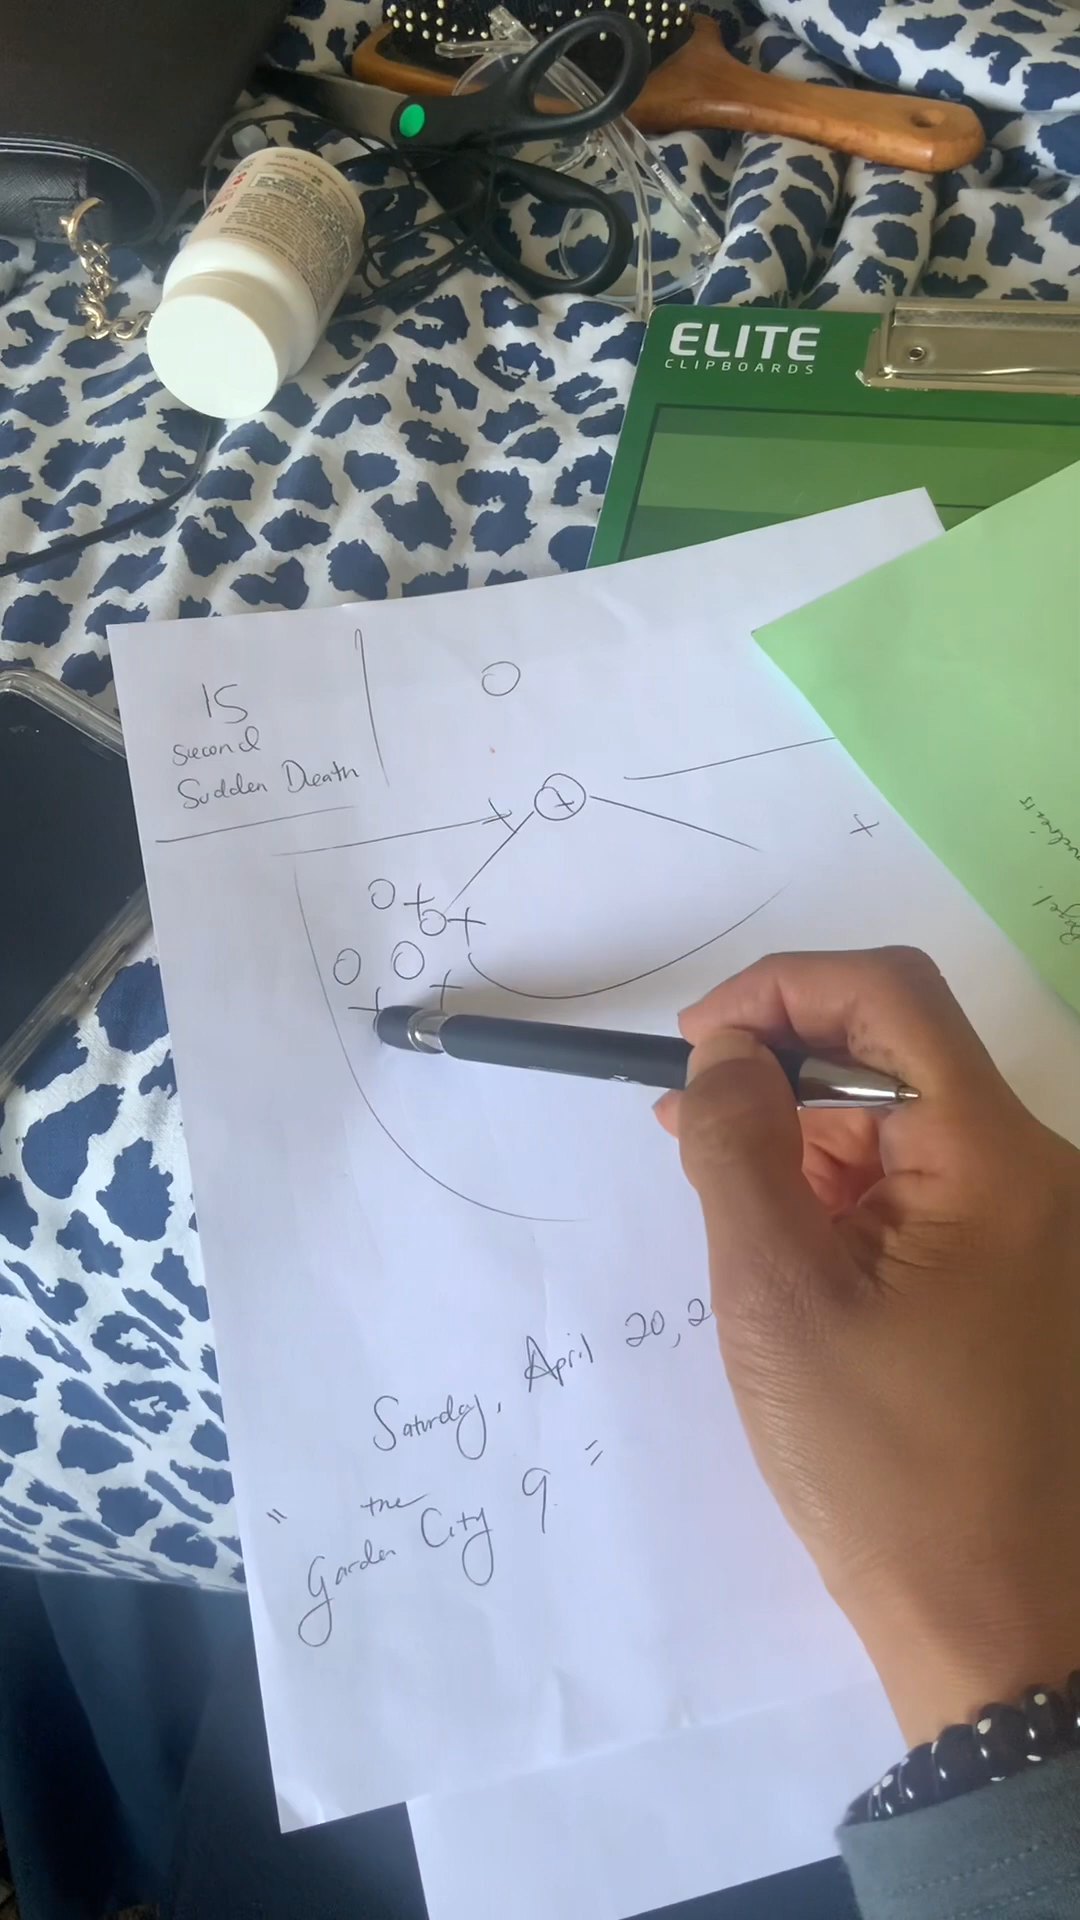 ELITE
CLIPBOARDS
15
second
Sudden Death
Saturday, April 20, 2
" the
Garden City 9 "